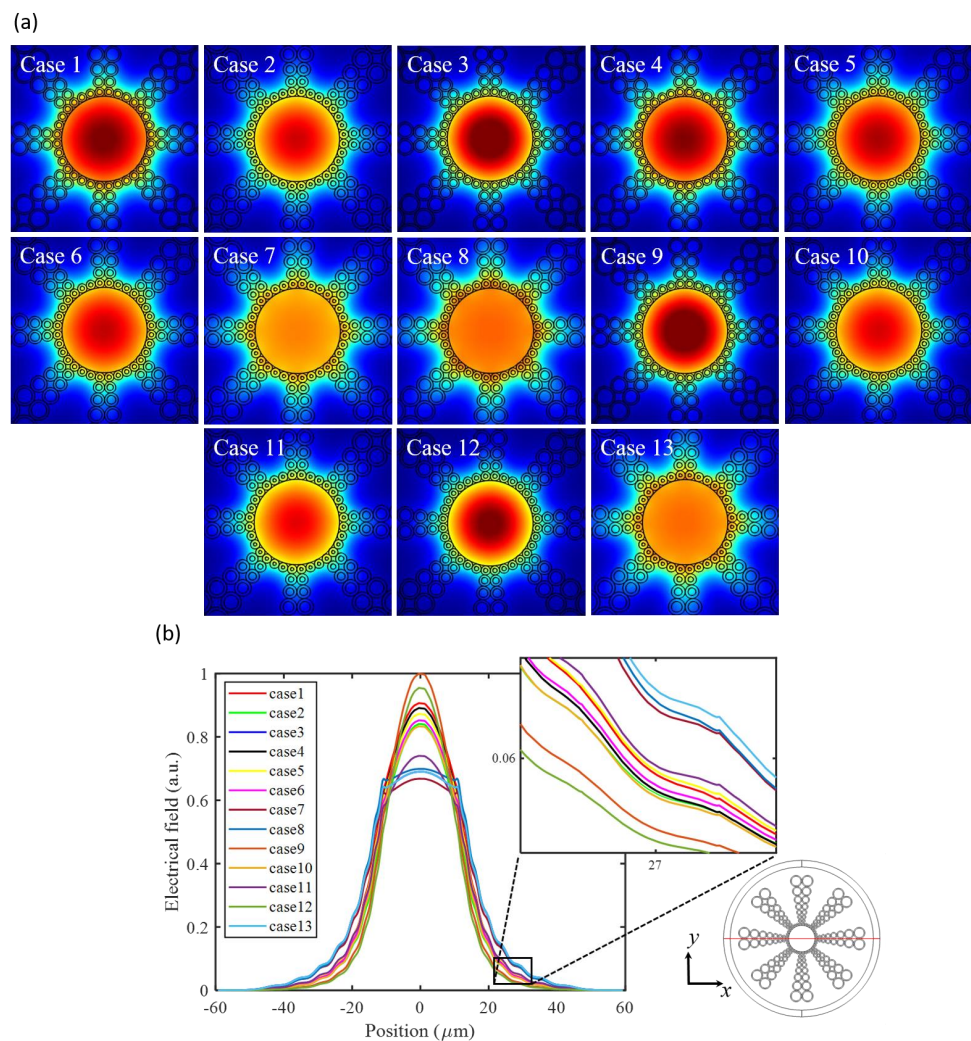 (a)
Case 1 Case 2 Case 3 Case 4 Case 5
Case 6 Case 7 Case 8 Case 9 Case 10
Case 11 Case 12 Case 13
(b)
Electrical field (a.u.)
1
0.8
0.6
0.4
0.2
0
case1
case2
case3
case4
case5
case6
case7
case8
case9
case10
case11
case12
case13
-60 -40 -20 0 20 40 60
Position (μm)
0.06
27
y
x